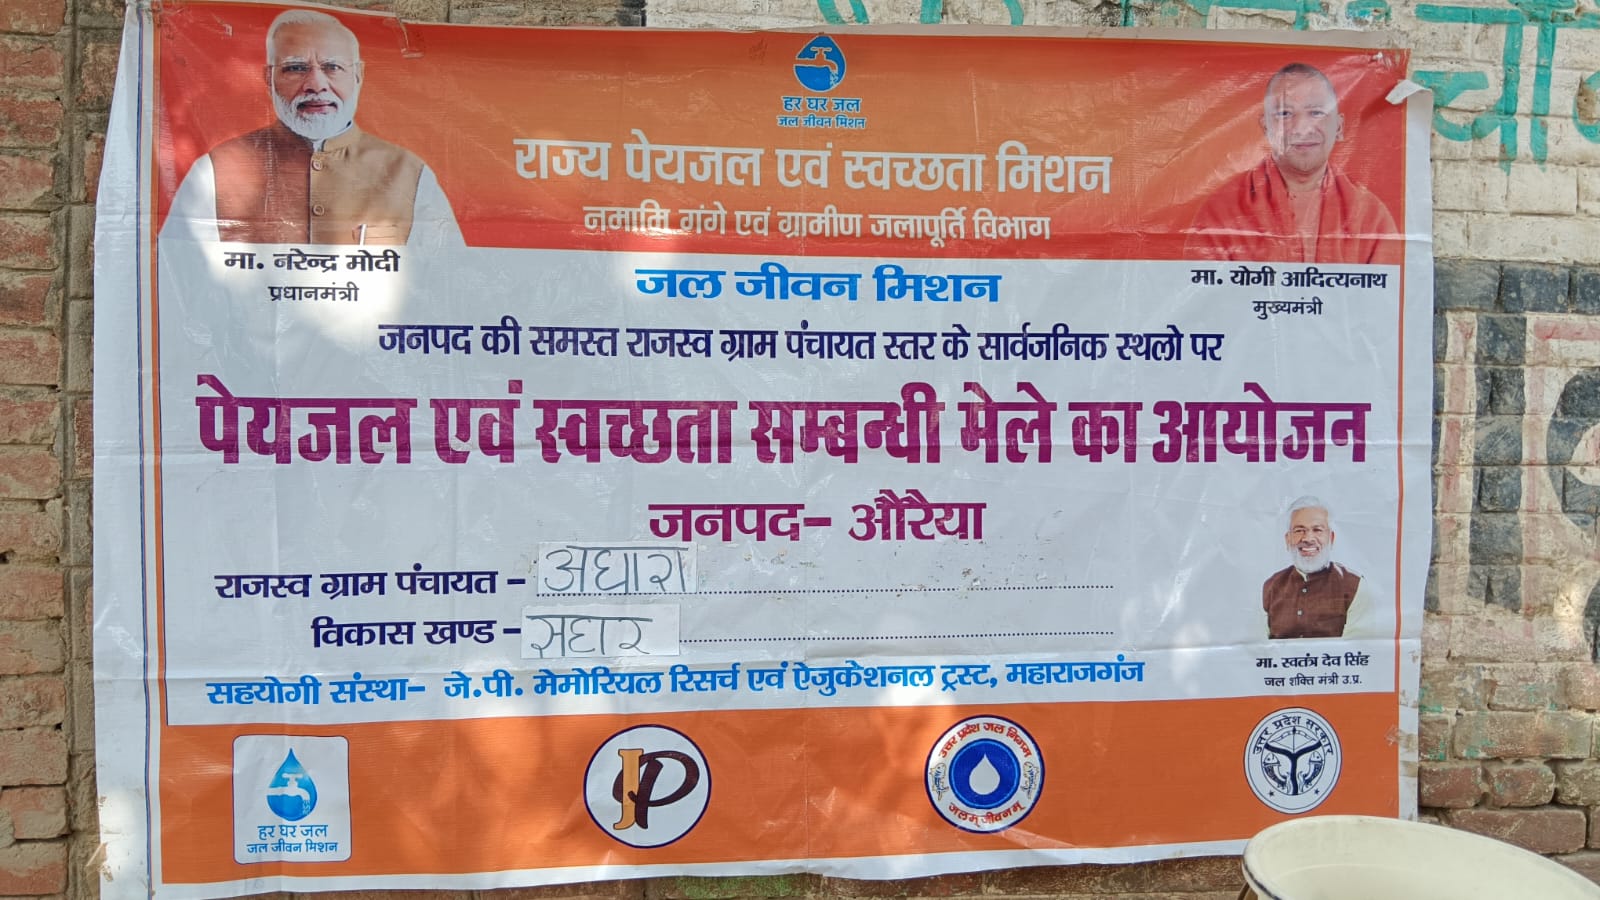 हर घर जल
जल जीवन मिशन
राज्य पेयजल एवं स्वच्छता मिशन
नमामि गंगे एवं ग्रामीण जलापूर्ति विभाग
मा. नरेन्द्र मोदी
प्रधानमंत्री
मा. योगी आदित्यनाथ
मुख्यमंत्री
जल जीवन मिशन
जनपद की समस्त राजस्व ग्राम पंचायत स्तर के सार्वजनिक स्थलो पर
पेयजल एवं स्वच्छता सम्बन्धी मेले का आयोजन
जनपद– औरैया
राजस्व ग्राम पंचायत – अधारा
विकास खण्ड – सहार
मा. स्वतंत्र देव सिंह
जल शक्ति मंत्री उ.प्र.
सहयोगी संस्था– जे.पी. मेमोरियल रिसर्च एवं ऐजुकेशनल ट्रस्ट, महाराजगंज
हर घर जल
जल जीवन मिशन
JP
उत्तर प्रदेश जल निगम
जलम् जीवनम्
उत्तर प्रदेश सरकार